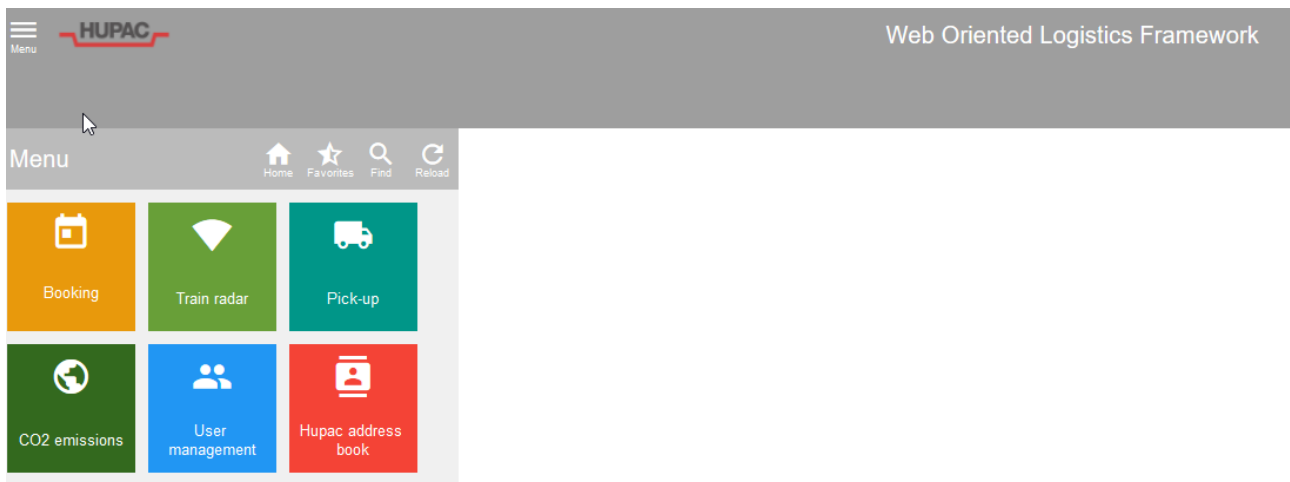 Menu
HUPAC
Web Oriented Logistics Framework
Menu
Home
Favorites
Find
Reload
Booking
Train radar
Pick-up
CO2 emissions
User
management
Hupac address
book